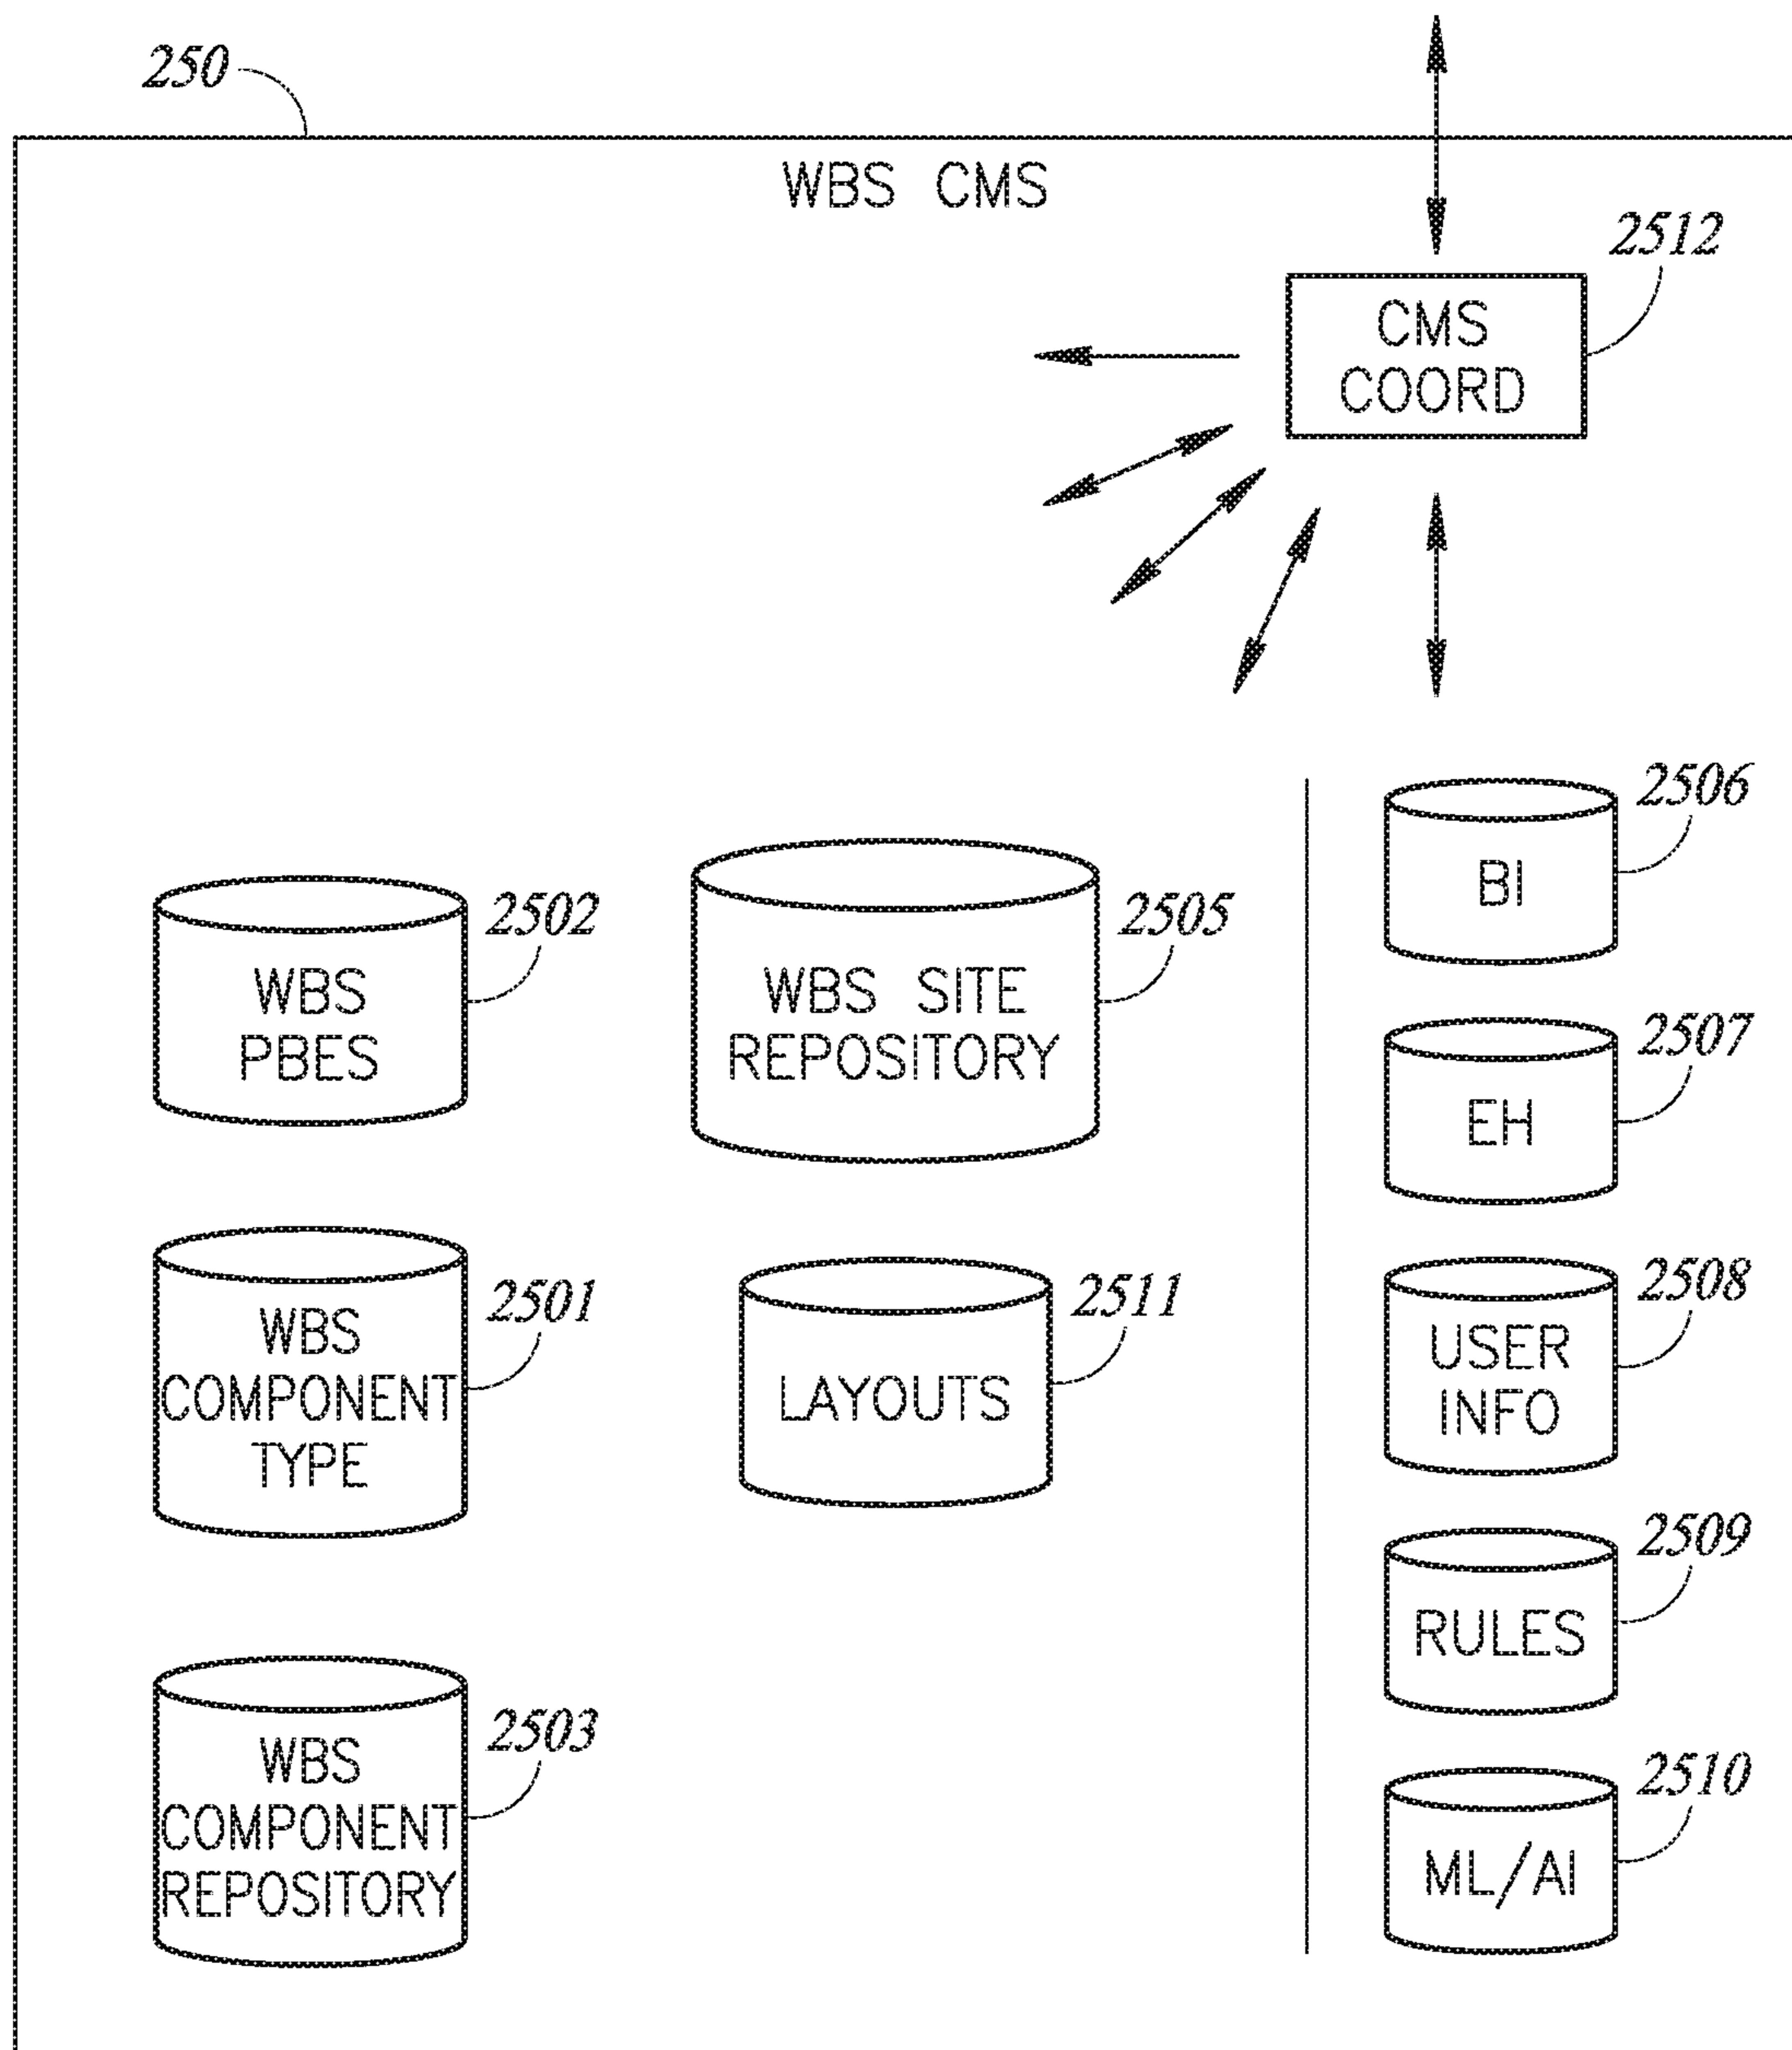 250
WBS CMS
2512
CMS
COORD
2506
BI
2502
WBS
PBES
2505
WBS SITE
REPOSITORY
2507
EH
2501
WBS
COMPONENT
TYPE
2511
LAYOUTS
2508
USER
INFO
2509
RULES
2503
WBS
COMPONENT
REPOSITORY
2510
ML/AI